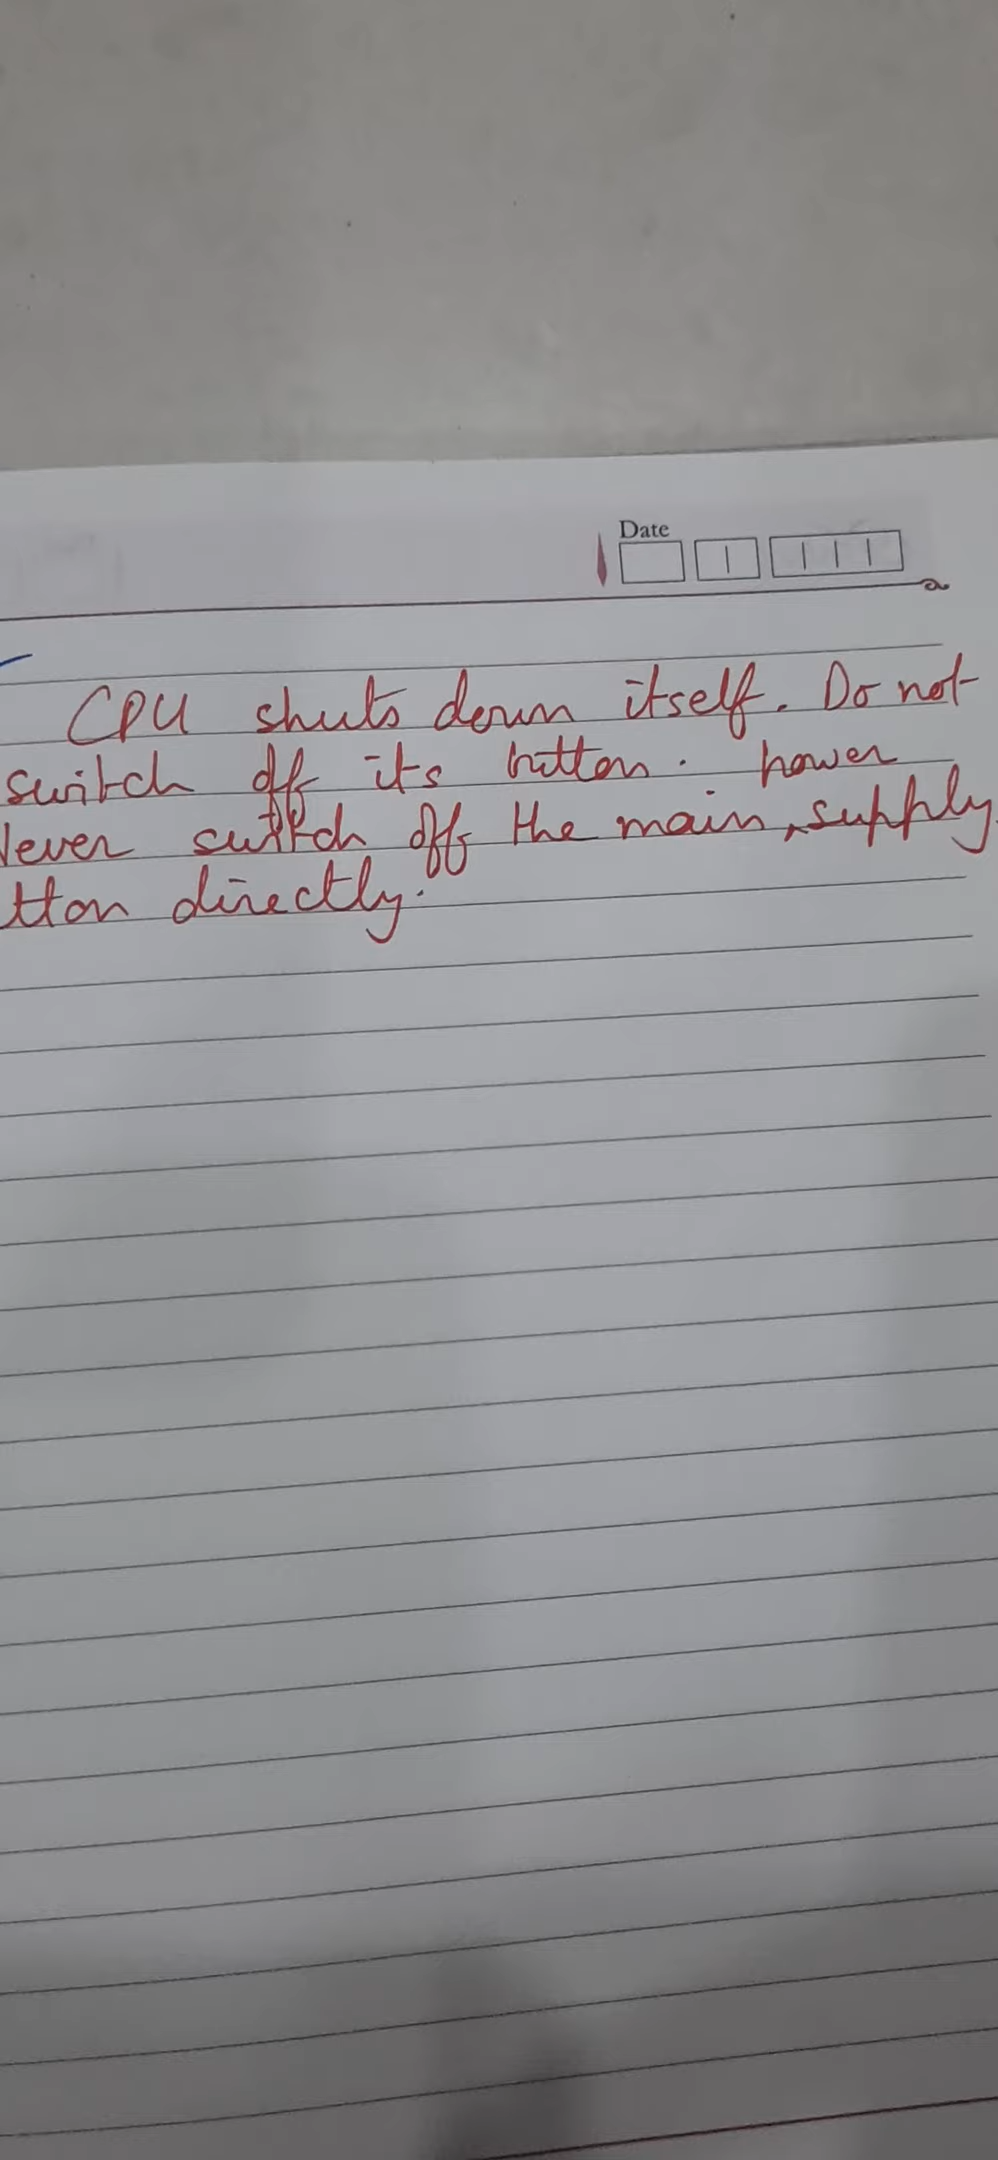 Date
CPU shuts down itself. Do not
switch off its button.
Never switch off the main power supply
tton directly.